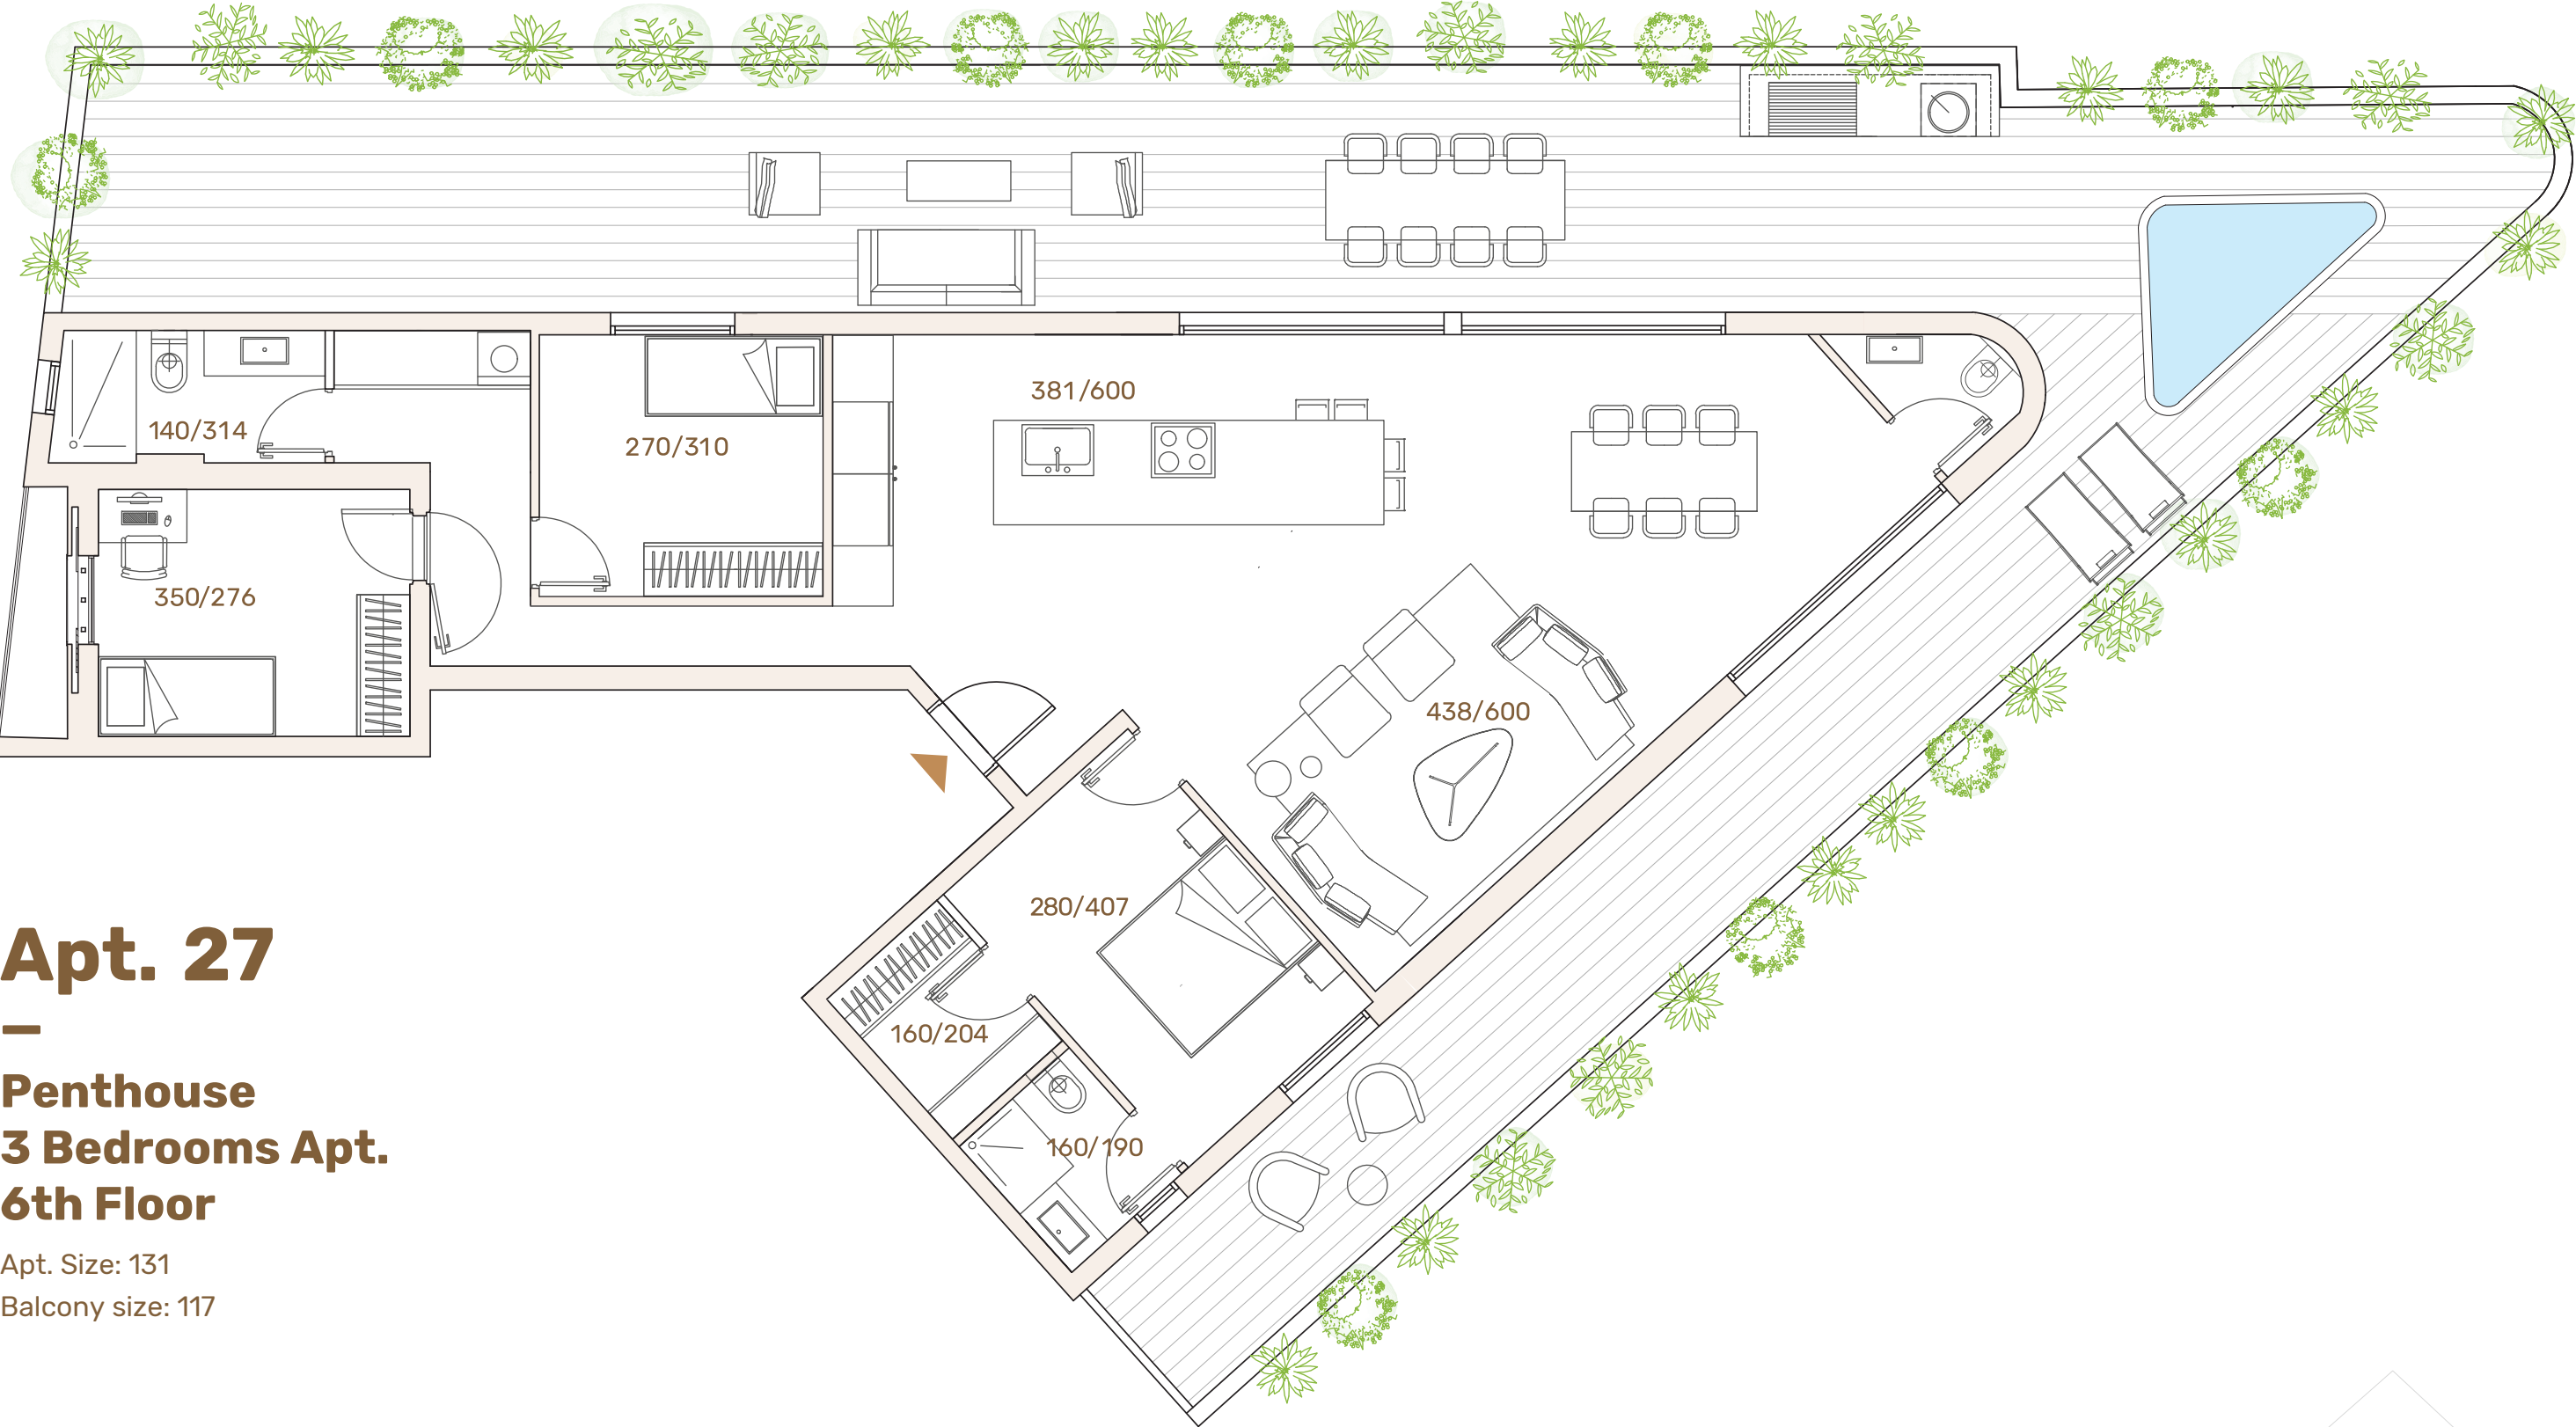 381/600
140/314
270/310
350/276
438/600
280/407
160/204
160/190
Apt. 27
—
Penthouse
3 Bedrooms Apt.
6th Floor
Apt. Size: 131
Balcony size: 117